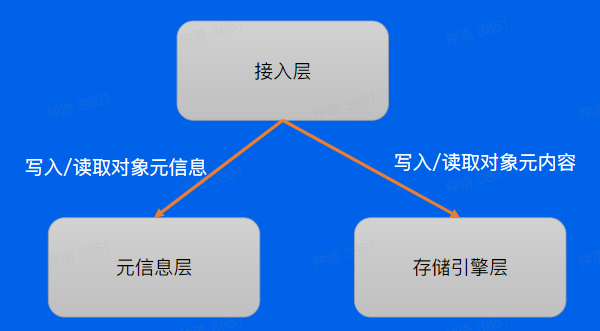 接入层
写入/读取对象元信息
写入/读取对象元内容
元信息层
存储引擎层